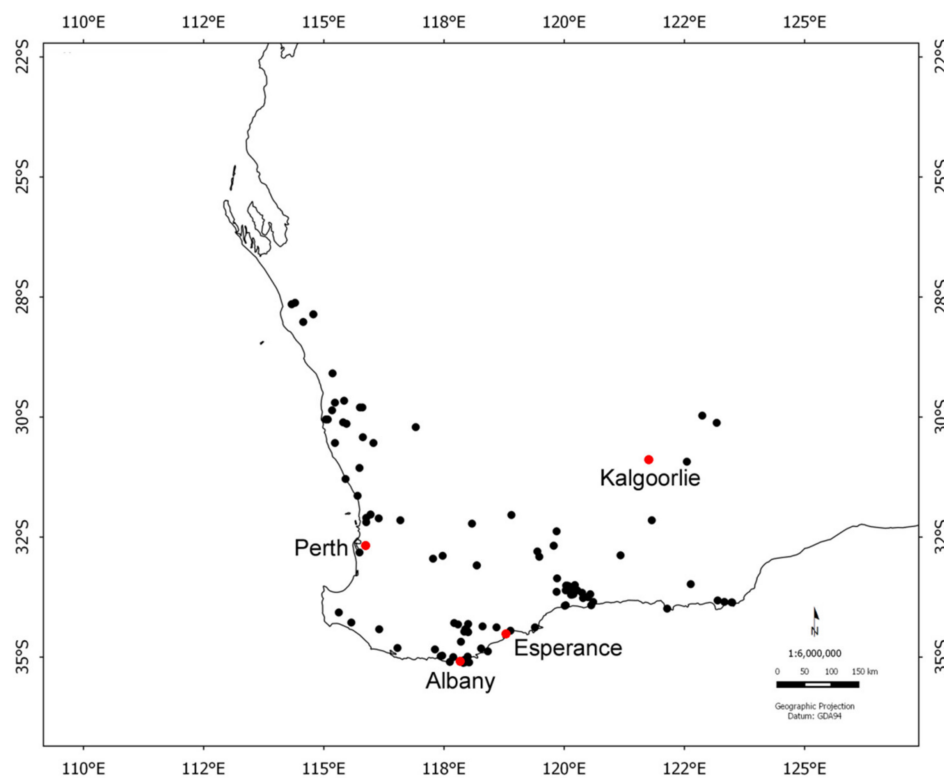 110°E 112°E 115°E 118°E 120°E 122°E 125°E
22°S 22°S
25°S 25°S
28°S 28°S
30°S 30°S
Kalgoorlie
32°S 32°S
Perth
Esperance
35°S 35°S
Albany
N
1:6,000,000
0 50 100 150 km
Geographic Projection
Datum: GDA94
110°E 112°E 115°E 118°E 120°E 122°E 125°E